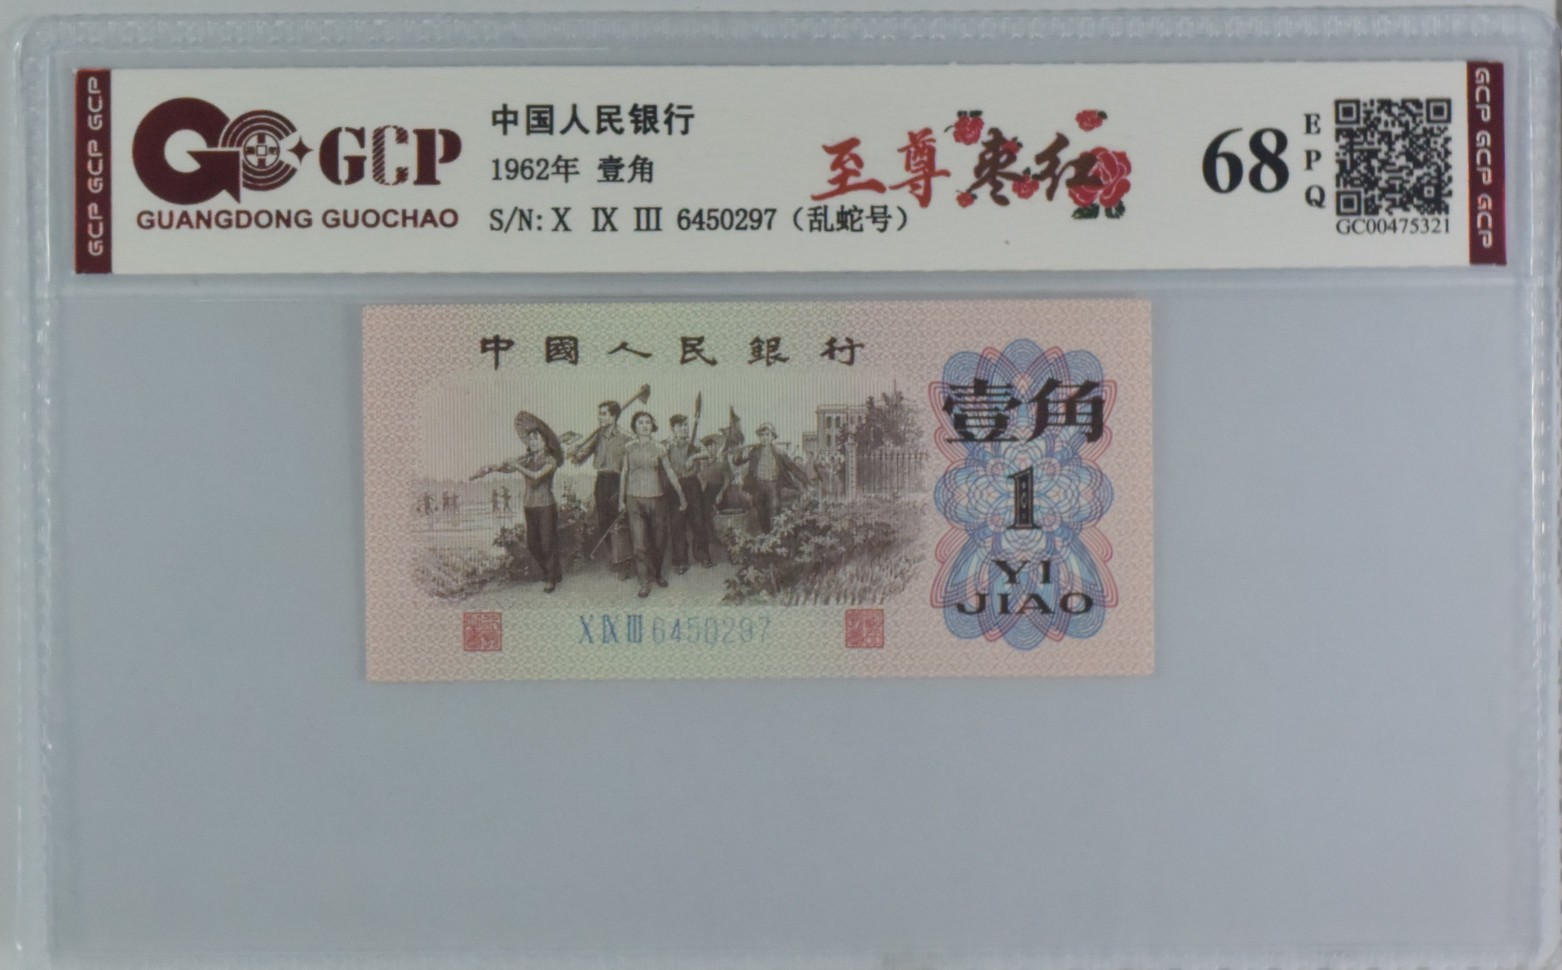 GCP GCP GCP
GCP
GUANGDONG GUOCHAO
中国人民银行
1962年 壹角
S/N: X IX III 6450297（乱蛇号）
至尊枣红
68
EPQ
GC00475321
GCP GCP GCP
中國人民銀行
壹角
1
YI
JIAO
X IX III 6450297